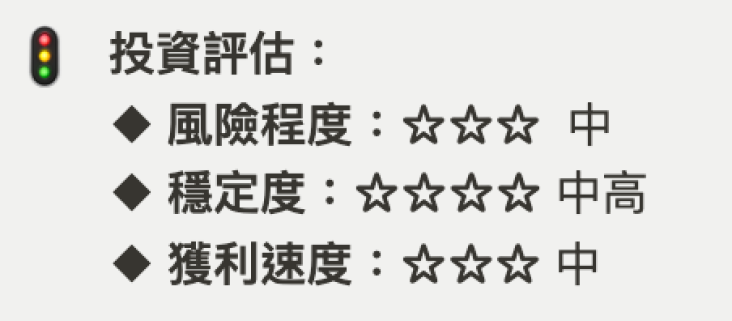 🚦 投資評估：
◆ 風險程度：☆☆☆ 中
◆ 穩定度：☆☆☆☆ 中高
◆ 獲利速度：☆☆☆ 中